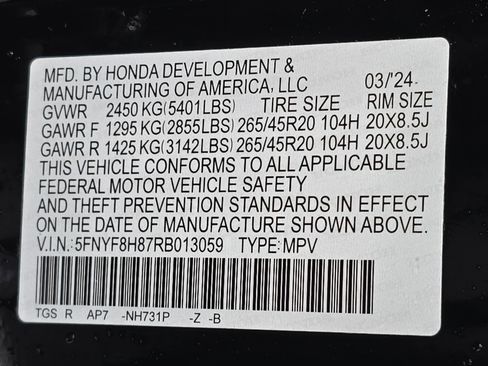 MFD. BY HONDA DEVELOPMENT &
MANUFACTURING OF AMERICA, LLC 03/24
GVWR 2450 KG(5401LBS) TIRE SIZE RIM SIZE
GAWR F 1295 KG(2855LBS) 265/45R20 104H 20X8.5J
GAWR R 1425 KG(3142LBS) 265/45R20 104H 20X8.5J
THIS VEHICLE CONFORMS TO ALL APPLICABLE
FEDERAL MOTOR VEHICLE SAFETY
AND THEFT PREVENTION STANDARDS IN EFFECT
ON THE DATE OF MANUFACTURE SHOWN ABOVE.
V.I.N.:5FNYF8H87RB013059 TYPE:MPV
TGS R AP7 -NH731P -Z -B